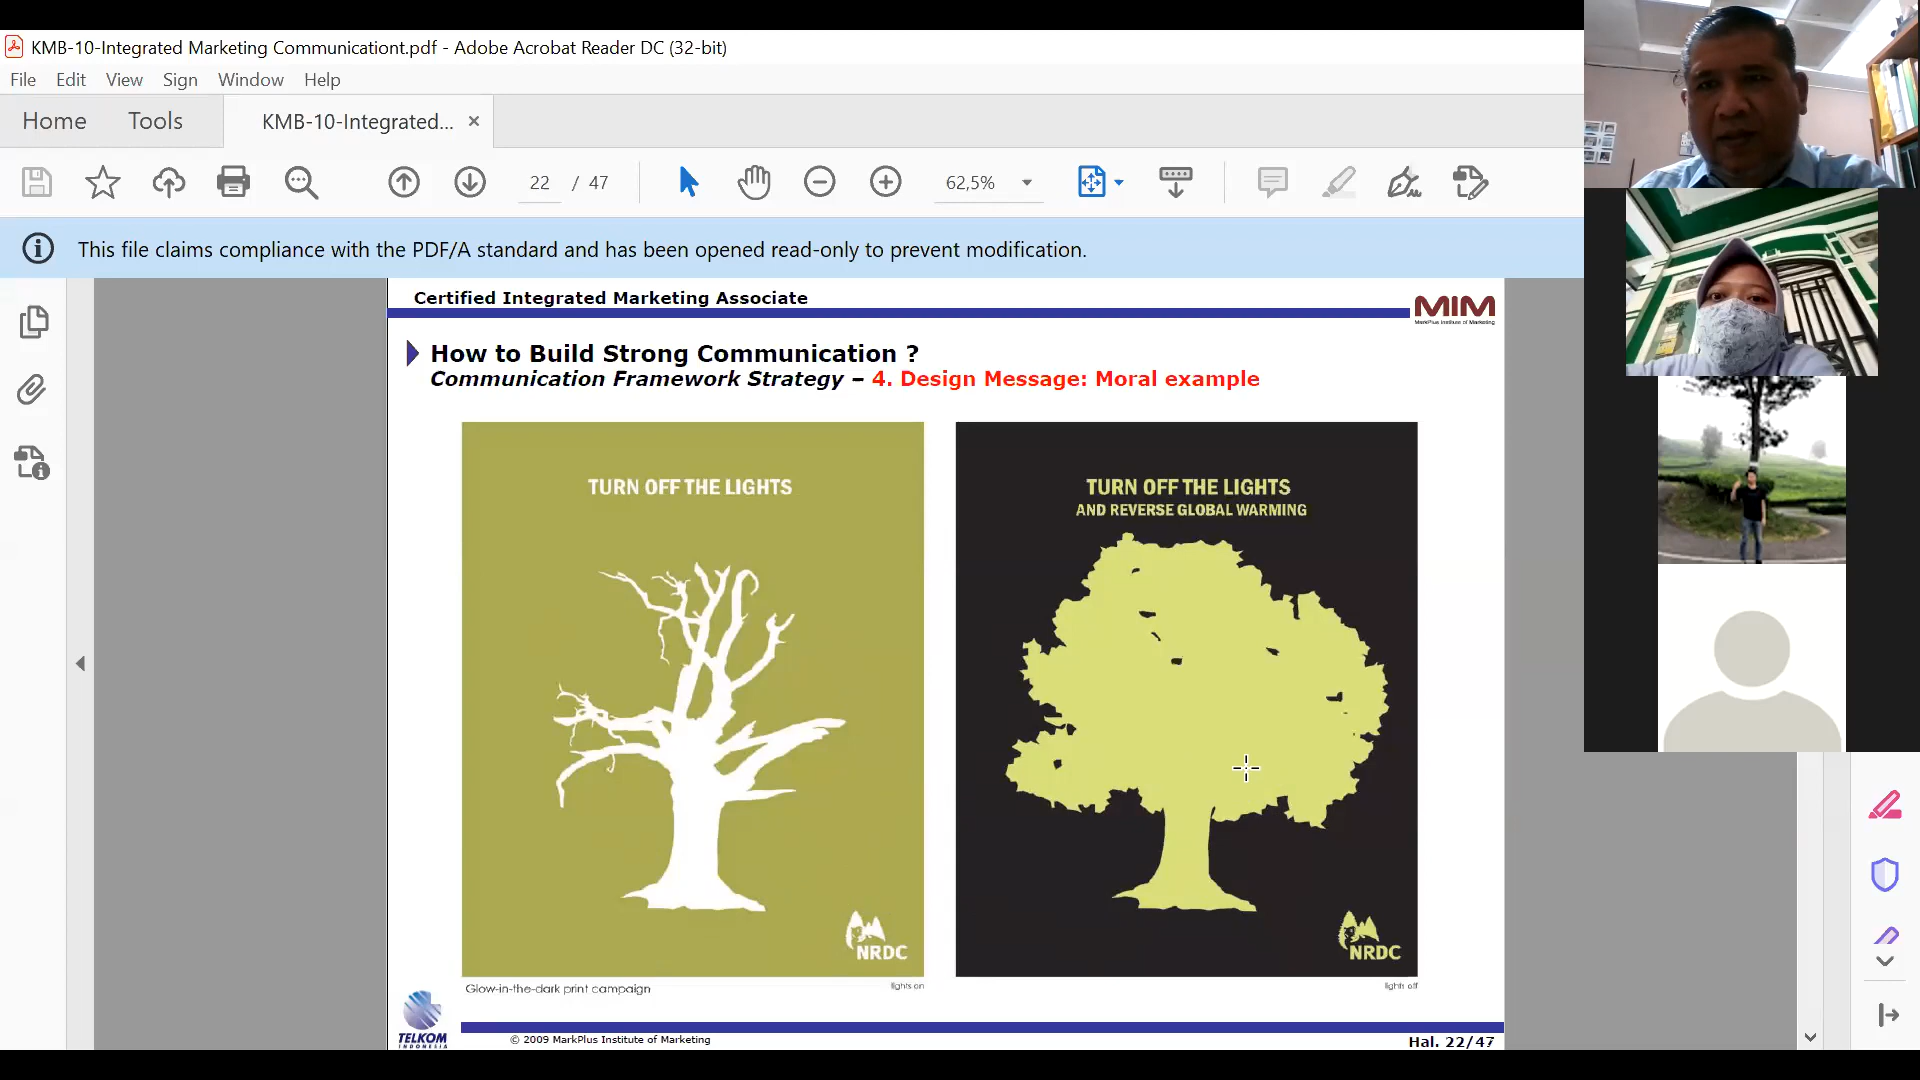 KMB-10-Integrated Marketing Communicationt.pdf - Adobe Acrobat Reader DC (32-bit)
File Edit View Sign Window Help
Home Tools KMB-10-Integrated...
22 / 47 62,5%
This file claims compliance with the PDF/A standard and has been opened read-only to prevent modification.
Certified Integrated Marketing Associate
MIM
MarkPlus Institute of Marketing
How to Build Strong Communication ?
Communication Framework Strategy – 4. Design Message: Moral example
TURN OFF THE LIGHTS
NRDC
TURN OFF THE LIGHTS
AND REVERSE GLOBAL WARMING
NRDC
Glow-in-the-dark print campaign
lights on
lights off
TELKOM
INDONESIA
© 2009 MarkPlus Institute of Marketing
Hal. 22/47